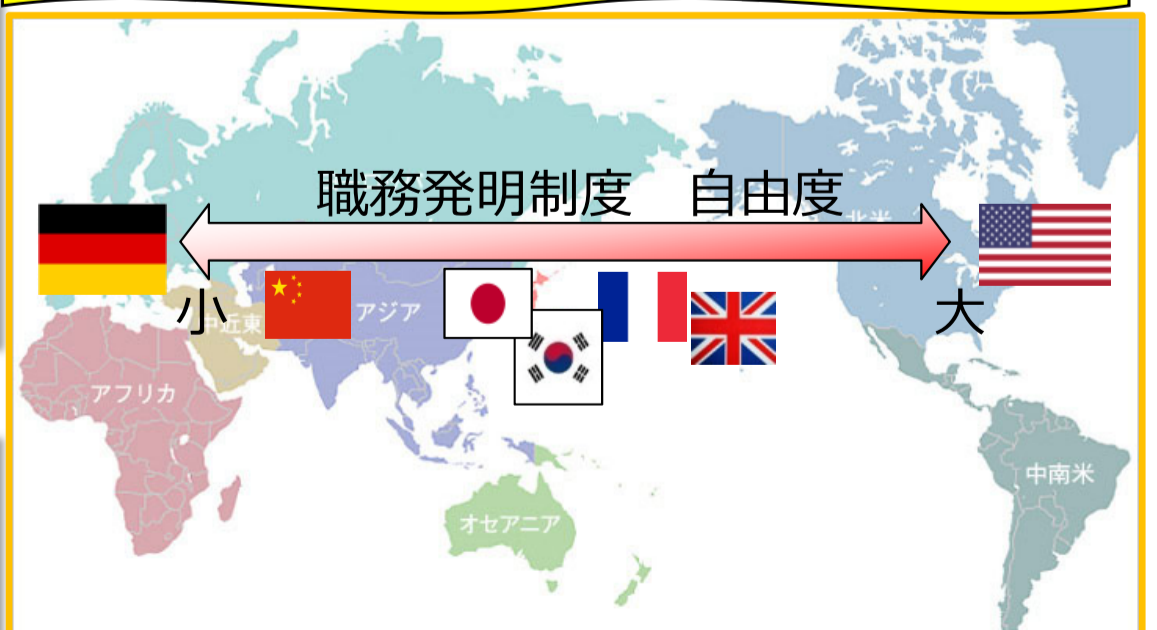 職務発明制度 自由度
北米
小
大
中近東
アジア
アフリカ
中南米
オセアニア